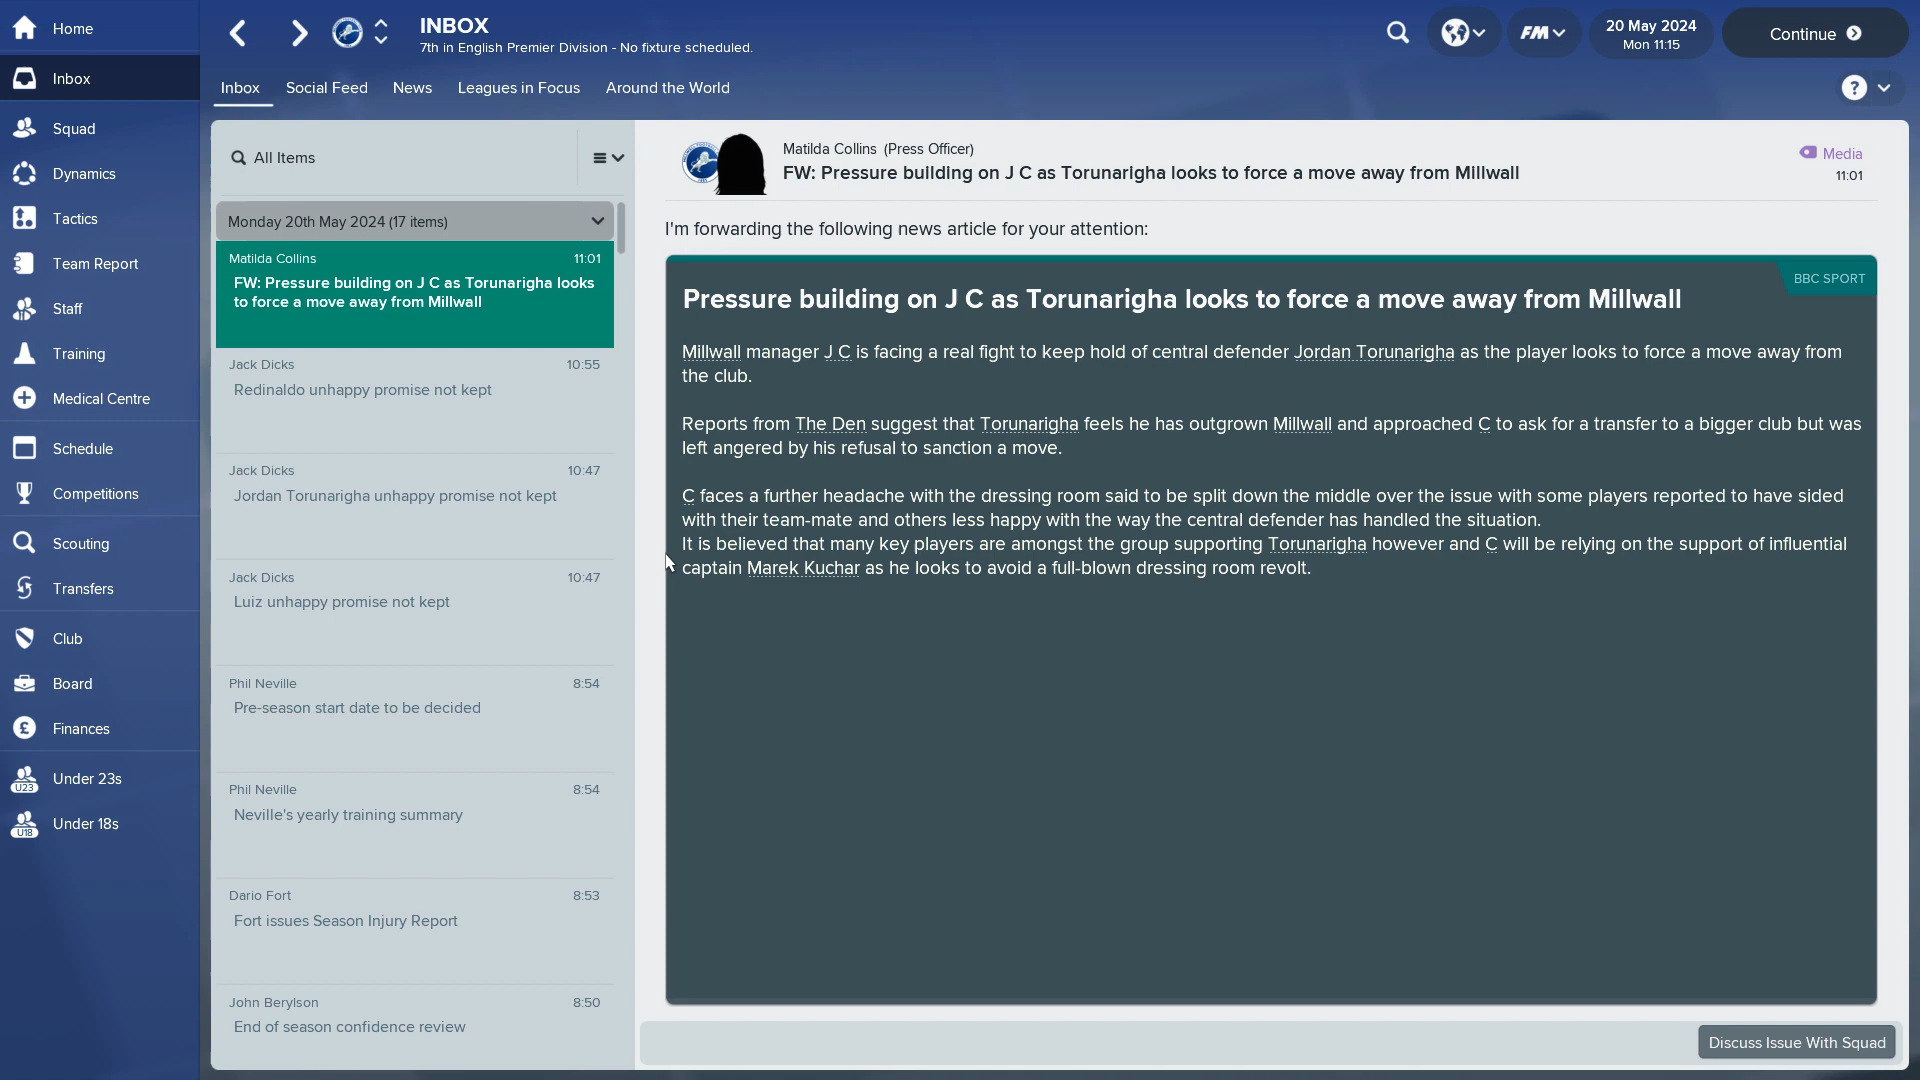 Home
Inbox
Squad
Dynamics
Tactics
Team Report
Staff
Training
Medical Centre
Schedule
Competitions
Scouting
Transfers
Club
Board
Finances
U23
Under 23s
U18
Under 18s
INBOX
7th in English Premier Division - No fixture scheduled.
FM
20 May 2024
Mon 11:15
Continue
Inbox
Social Feed
News
Leagues in Focus
Around the World
?
All Items
Monday 20th May 2024 (17 items)
Matilda Collins
11:01
FW: Pressure building on J C as Torunarigha looks
to force a move away from Millwall
Jack Dicks
10:55
Redinaldo unhappy promise not kept
Jack Dicks
10:47
Jordan Torunarigha unhappy promise not kept
Jack Dicks
10:47
Luiz unhappy promise not kept
Phil Neville
8:54
Pre-season start date to be decided
Phil Neville
8:54
Neville's yearly training summary
Dario Fort
8:53
Fort issues Season Injury Report
John Berylson
8:50
End of season confidence review
Matilda Collins (Press Officer)
FW: Pressure building on J C as Torunarigha looks to force a move away from Millwall
Media
11:01
I'm forwarding the following news article for your attention:
BBC SPORT
Pressure building on J C as Torunarigha looks to force a move away from Millwall
Millwall manager J C is facing a real fight to keep hold of central defender Jordan Torunarigha as the player looks to force a move away from
the club.
Reports from The Den suggest that Torunarigha feels he has outgrown Millwall and approached C to ask for a transfer to a bigger club but was
left angered by his refusal to sanction a move.
C faces a further headache with the dressing room said to be split down the middle over the issue with some players reported to have sided
with their team-mate and others less happy with the way the central defender has handled the situation.
It is believed that many key players are amongst the group supporting Torunarigha however and C will be relying on the support of influential
captain Marek Kuchar as he looks to avoid a full-blown dressing room revolt.
Discuss Issue With Squad